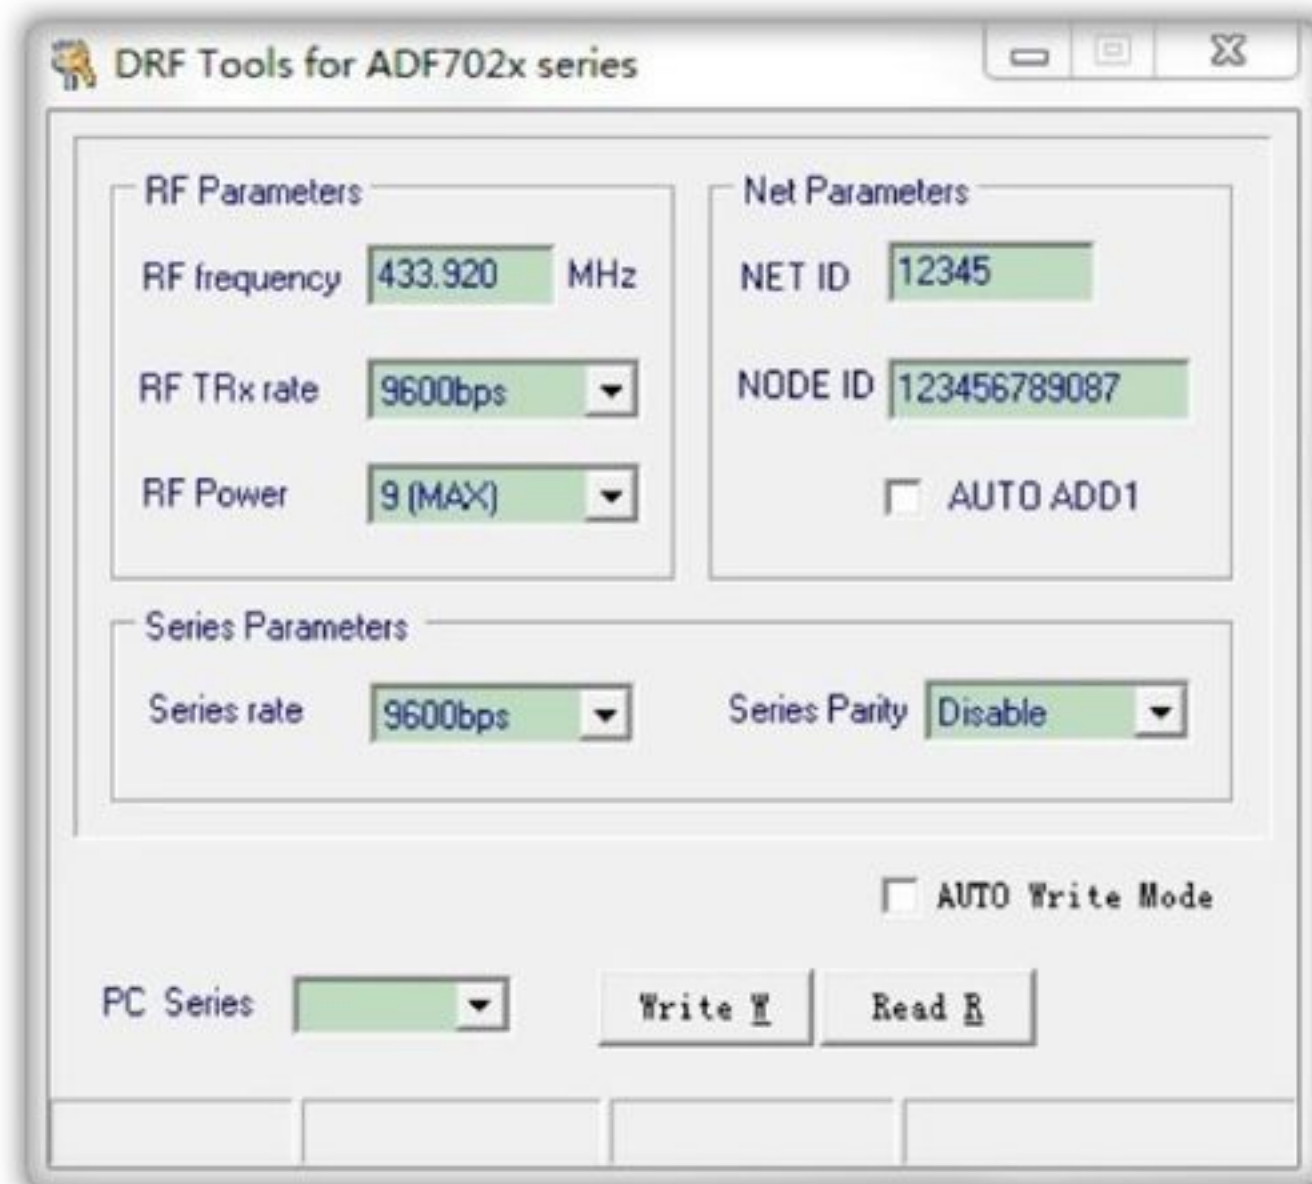 DRF Tools for ADF702x series
RF Parameters
RF frequency 433.920 MHz
RF TRx rate 9600bps
RF Power 9 (MAX)
Net Parameters
NET ID 12345
NODE ID 123456789087
AUTO ADD1
Series Parameters
Series rate 9600bps Series Parity Disable
AUTO Write Mode
PC Series Write W Read R